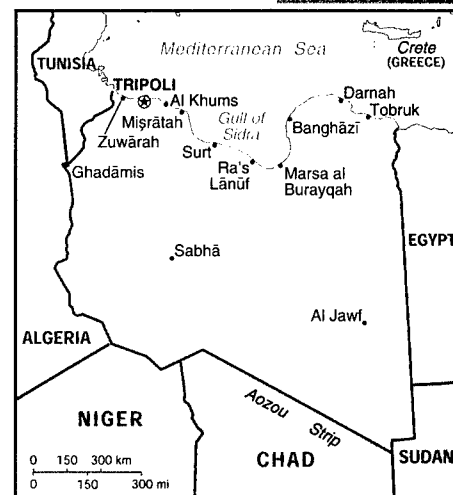 Mediterranean Sea
Crete
(GREECE)
TUNISIA
TRIPOLI
Al Khums
Darnah
Tobruk
Miṣrātah
Gulf of
Sidra
Banghāzī
Zuwārah
Surt
Ra's
Lānūf
Marsa al
Burayqah
Ghadāmis
EGYPT
Sabhā
Al Jawf
ALGERIA
Aozou
Strip
NIGER
CHAD
SUDAN
0 150 300 km
0 150 300 mi